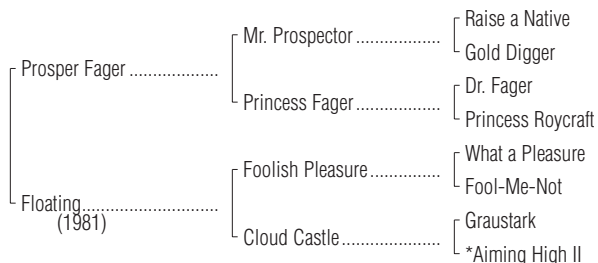 Raise a Native
Mr. Prospector ...................
Gold Digger
Prosper Fager ....................
Dr. Fager
Princess Fager ...................
Princess Roycraft
What a Pleasure
Foolish Pleasure ................
Fool-Me-Not
Floating ...............................
(1981)
Graustark
Cloud Castle ......................
*Aiming High II